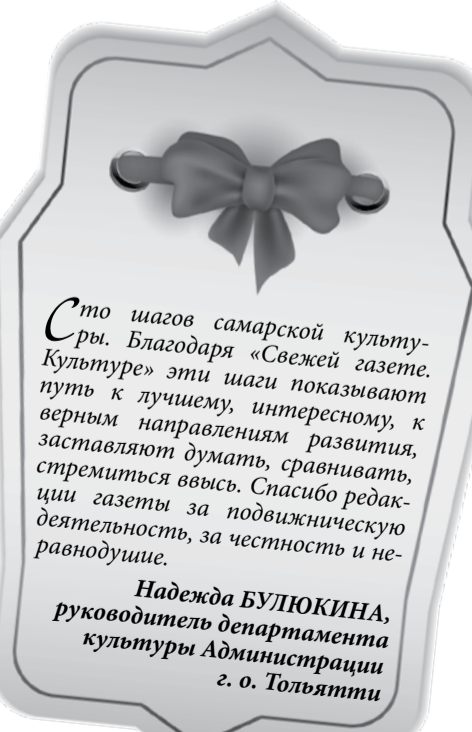 Сто шагов самарской культу-
ры. Благодаря «Свежей газете.
Культуре» эти шаги показывают
путь к лучшему, интересному, к
верным направлениям развития,
заставляют думать, сравнивать,
стремиться ввысь. Спасибо редак-
ции газеты за подвижническую
деятельность, за честность и не-
равнодушие.
Надежда БУЛЮКИНА,
руководитель департамента
культуры Администрации
г. о. Тольятти